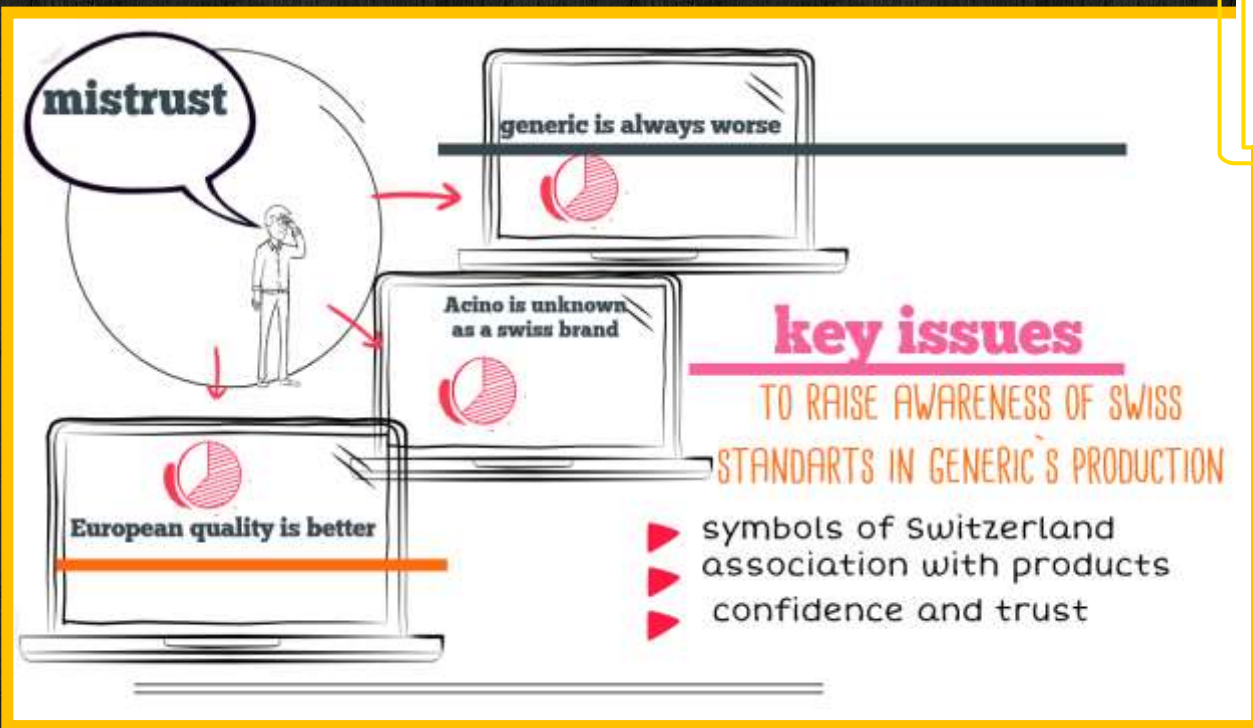 mistrust
generic is always worse
Acino is unknown
as a swiss brand
European quality is better
key issues
TO RAISE AWARENESS OF SWISS
STANDARTS IN GENERIC`S PRODUCTION
symbols of Switzerland
association with products
confidence and trust